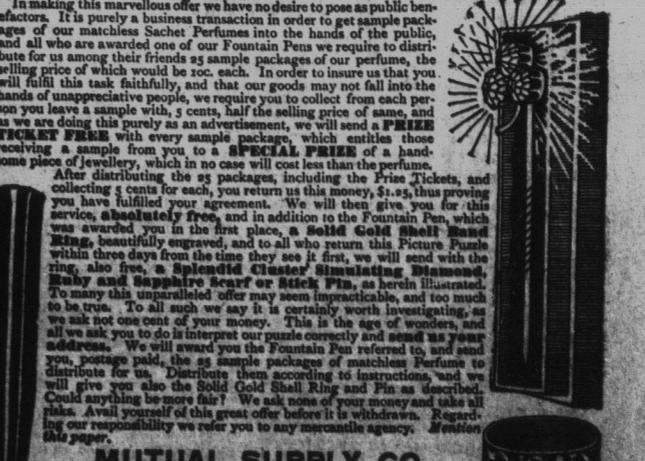 In making this marvellous offer we have no desire to pose as public ben-
efactors. It is purely a business transaction in order to get sample pack-
ages of our matchless Sachet Perfumes into the hands of the public,
and all who are awarded one of our Fountain Pens we require to distri-
bute for us among their friends 25 sample packages of our perfume, the
selling price of which would be 10c. each. In order to insure us that you
will fulfil this task faithfully, and that our goods may not fall into the
hands of unappreciative people, we require you to collect from each per-
son you leave a sample with, 5 cents, half the selling price of same, and
as we are doing this purely as an advertisement, we will send a PRIZE
TICKET FREE with every sample package, which entitles those
receiving a sample from you to a SPECIAL PRIZE of a hand-
some piece of jewellery, which in no case will cost less than the perfume.
After distributing the 25 packages, including the Prize Tickets, and
collecting 5 cents for each, you return us this money, $1.25, thus proving
you have fulfilled your agreement. We will then give you for this
service, absolutely free, and in addition to the Fountain Pen, which
was awarded you in the first place, a Solid Gold Shell Band
Ring, beautifully engraved, and to all who return this Picture Puzzle
within three days from the time they see it first, we will send with the
ring, also free, a Splendid Cluster Simulating Diamond,
Ruby and Sapphire Scarf or Stick Pin, as herein illustrated.
To many this unparalleled offer may seem impracticable, and too much
to be true. To all such we say it is certainly worth investigating, as
we ask not one cent of your money. This is the age of wonders, and
all we ask you to do is interpret our puzzle correctly and send us your
address. We will award you the Fountain Pen referred to, and send
you, postage paid, the 25 sample packages of matchless Perfume to
distribute for us. Distribute them according to instructions, and we
will give you also the Solid Gold Shell Ring and Pin as described.
Could anything be more fair? We ask none of your money and take all
risks. Avail yourself of this great offer before it is withdrawn. Regard-
ing our responsibility we refer you to any mercantile agency. Mention
this paper.
MUTUAL SUPPLY CO